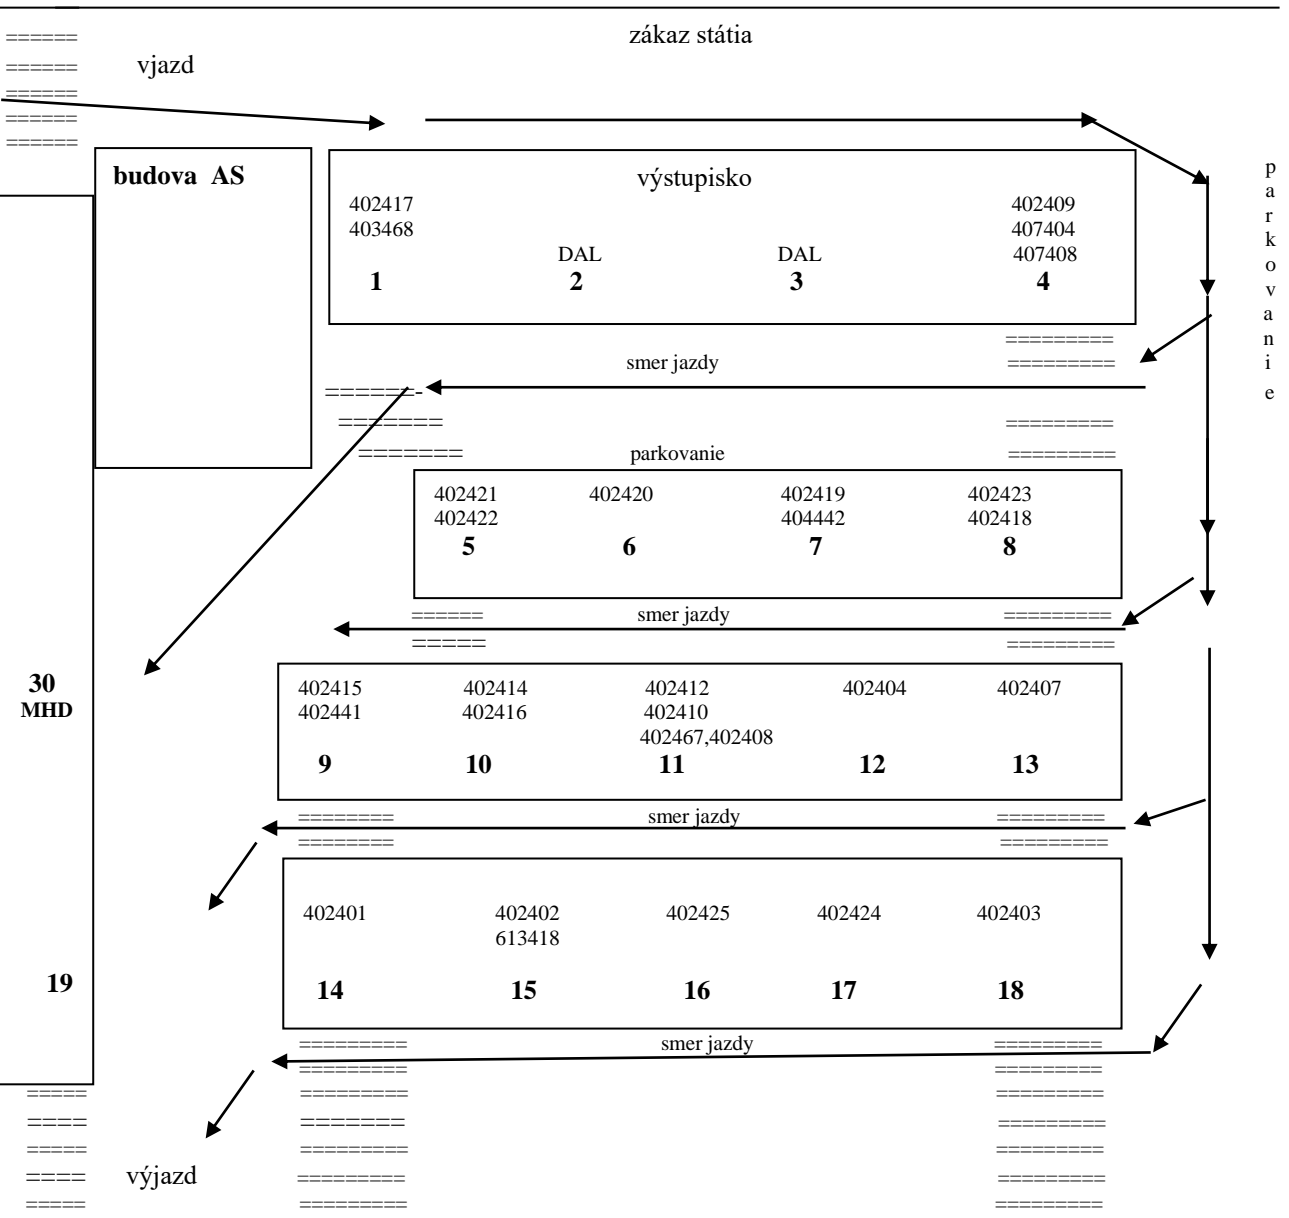 zákaz státia
vjazd
budova AS
výstupisko
402417 402409
403468 407404
DAL DAL 407408
1 2 3 4
parkovanie
smer jazdy
parkovanie
402421 402420 402419 402423
402422 404442 402418
5 6 7 8
smer jazdy
30
MHD
402415 402414 402412 402404 402407
402441 402416 402410
402467,402408
9 10 11 12 13
smer jazdy
402401 402402 402425 402424 402403
613418
19
14 15 16 17 18
smer jazdy
výjazd